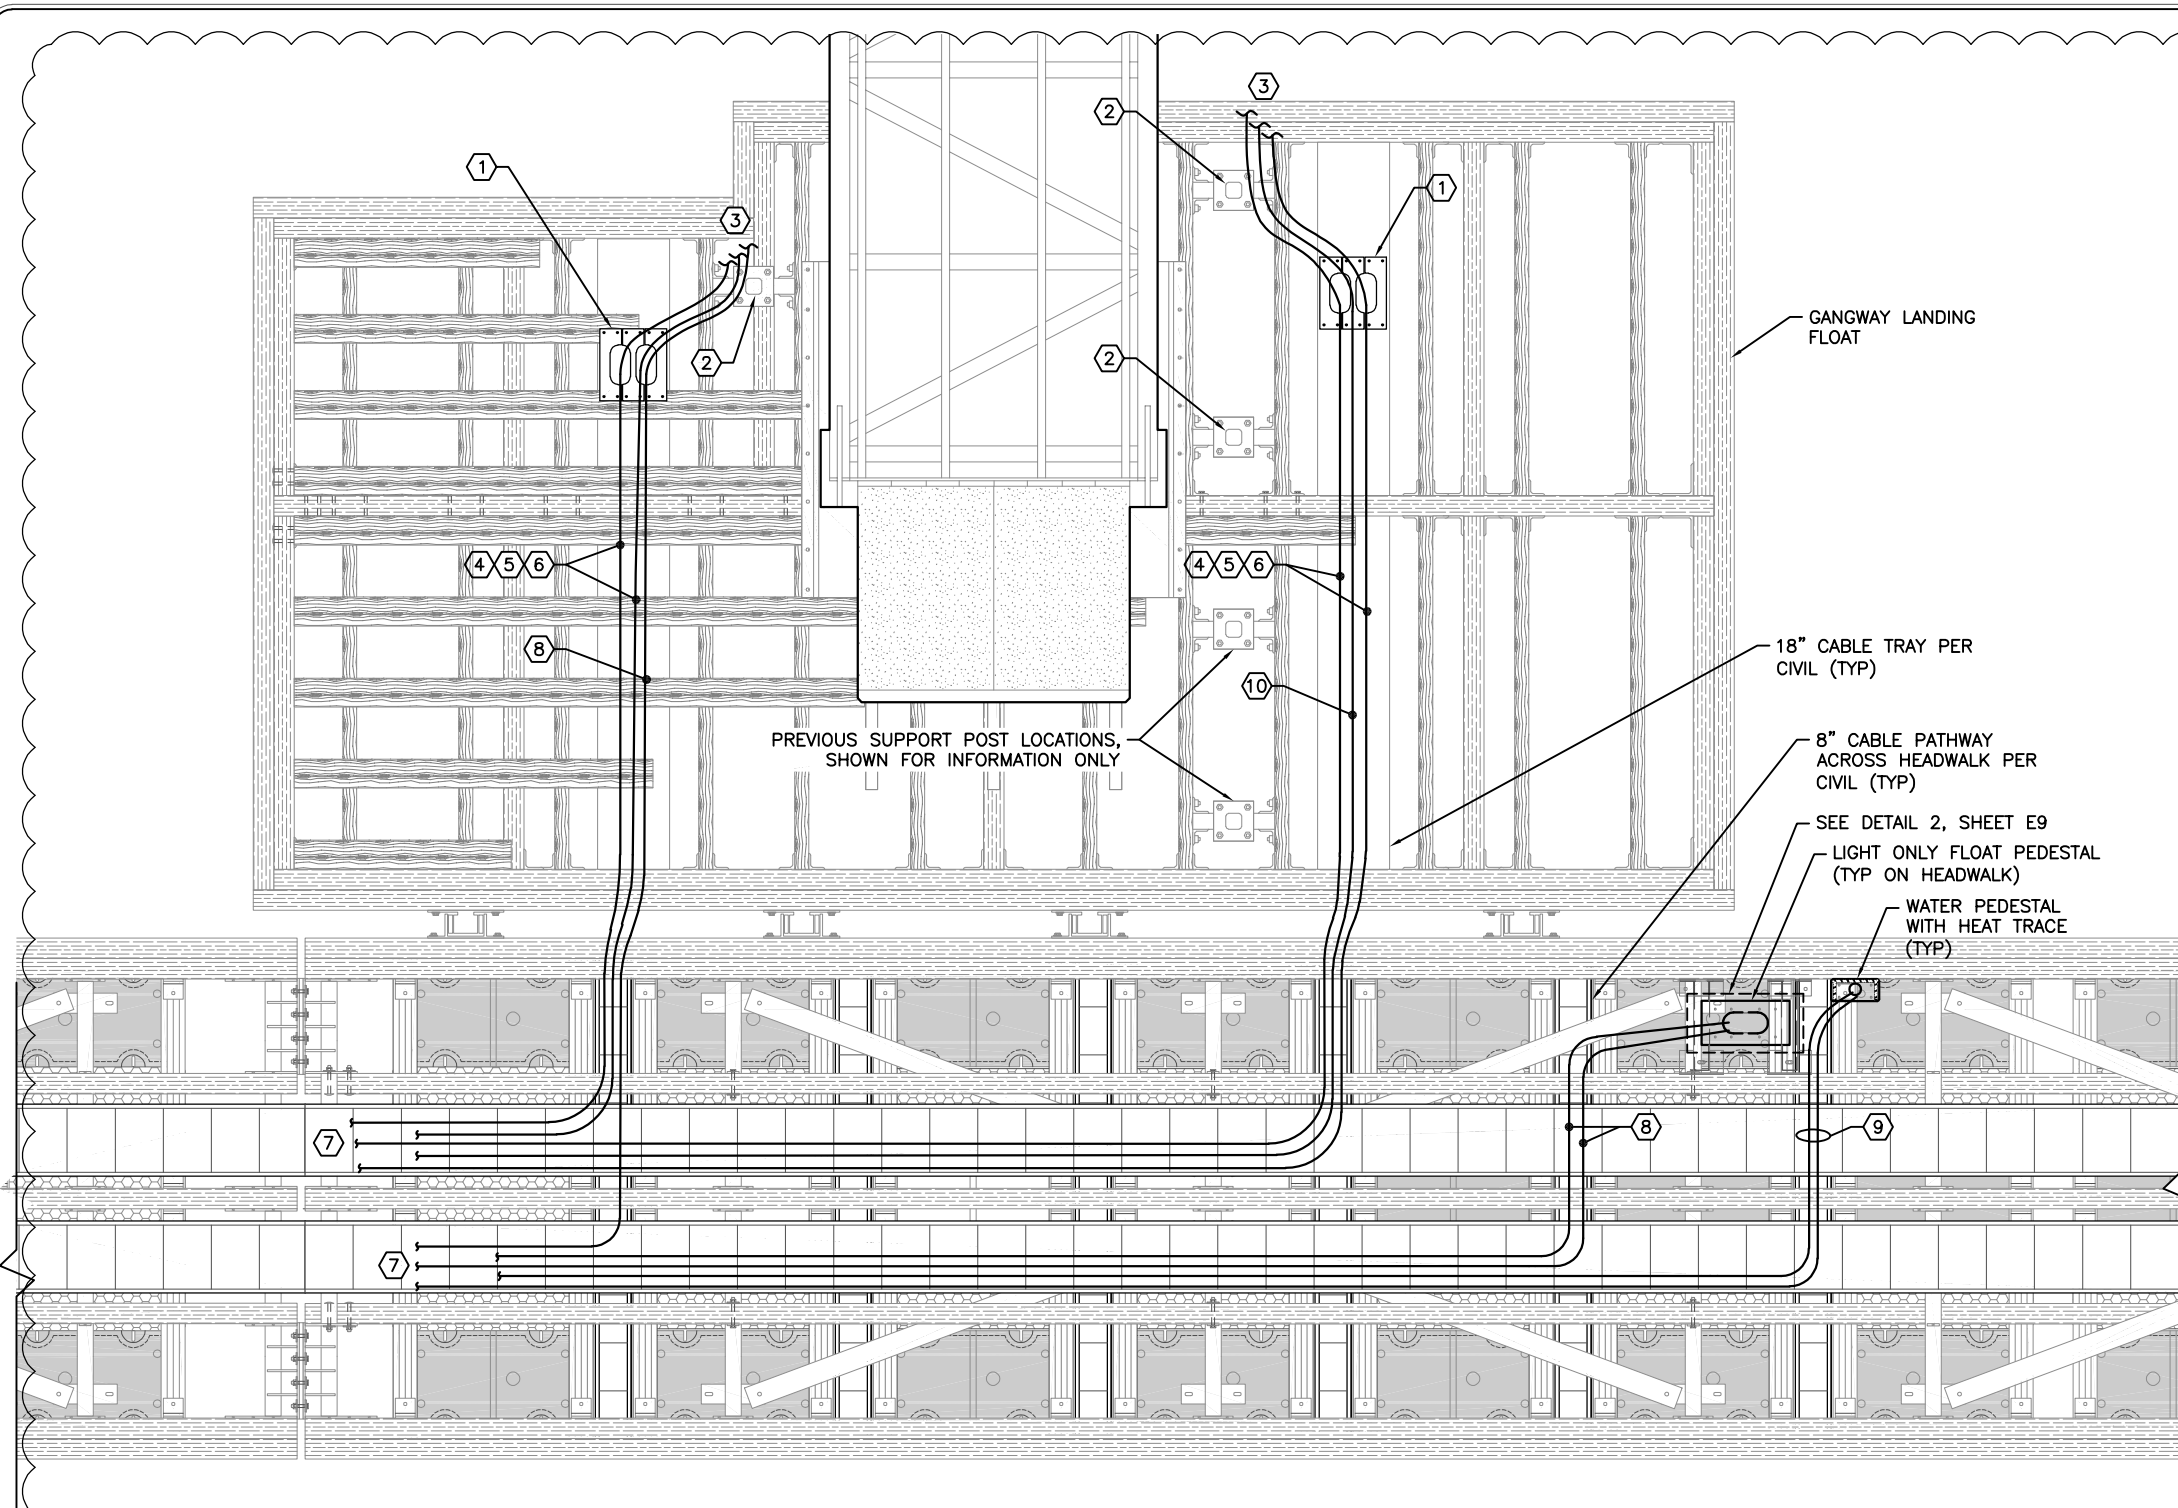 3
2
1
1
3
GANGWAY LANDING
FLOAT
2
2
4 5 6
4 5 6
8
18" CABLE TRAY PER
CIVIL (TYP)
10
PREVIOUS SUPPORT POST LOCATIONS,
SHOWN FOR INFORMATION ONLY
8" CABLE PATHWAY
ACROSS HEADWALK PER
CIVIL (TYP)
SEE DETAIL 2, SHEET E9
LIGHT ONLY FLOAT PEDESTAL
(TYP ON HEADWALK)
WATER PEDESTAL
WITH HEAT TRACE
(TYP)
7
8
9
7